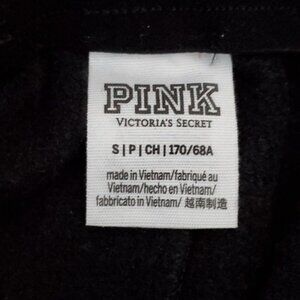 PINK
VICTORIA'S SECRET
S | P | CH | 170/68A
made in Vietnam/fabriqué au
Vietnam/hecho en Vietnam/
fabbricato in Vietnam/ 越南制造